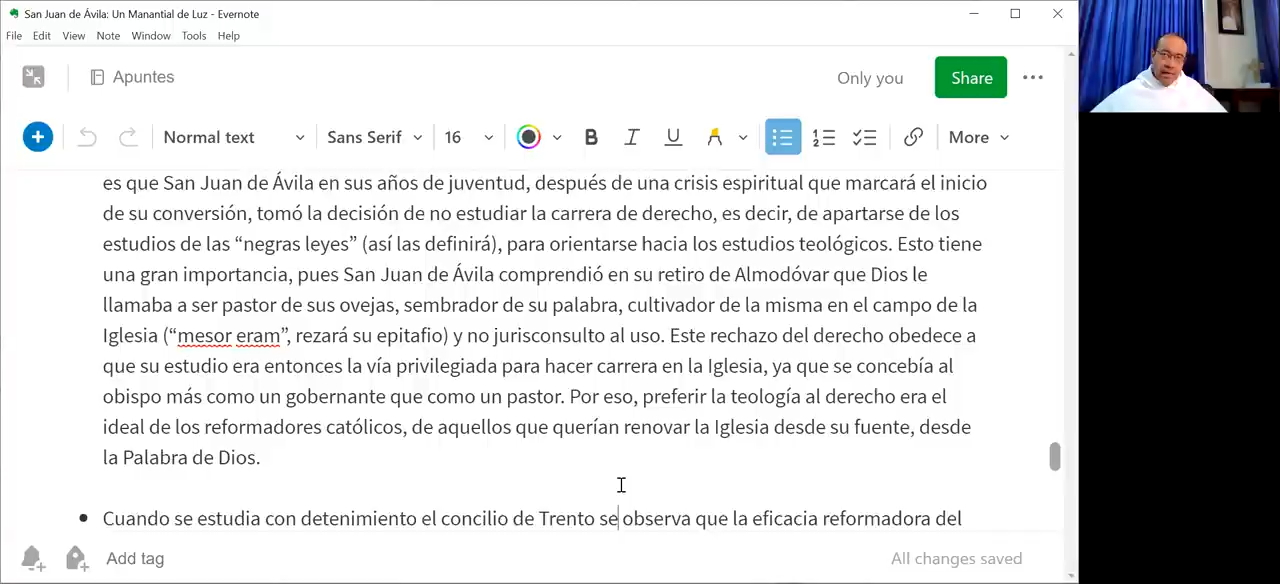 San Juan de Ávila: Un Manantial de Luz - Evernote
File Edit View Note Window Tools Help
Apuntes
Only you
Share
Normal text
Sans Serif
16
B I U
More
es que San Juan de Ávila en sus años de juventud, después de una crisis espiritual que marcará el inicio
de su conversión, tomó la decisión de no estudiar la carrera de derecho, es decir, de apartarse de los
estudios de las “negras leyes” (así las definirá), para orientarse hacia los estudios teológicos. Esto tiene
una gran importancia, pues San Juan de Ávila comprendió en su retiro de Almodóvar que Dios le
llamaba a ser pastor de sus ovejas, sembrador de su palabra, cultivador de la misma en el campo de la
Iglesia (“mesor eram”, rezará su epitafio) y no jurisconsulto al uso. Este rechazo del derecho obedece a
que su estudio era entonces la vía privilegiada para hacer carrera en la Iglesia, ya que se concebía al
obispo más como un gobernante que como un pastor. Por eso, preferir la teología al derecho era el
ideal de los reformadores católicos, de aquellos que querían renovar la Iglesia desde su fuente, desde
la Palabra de Dios.
• Cuando se estudia con detenimiento el concilio de Trento se observa que la eficacia reformadora del
Add tag
All changes saved